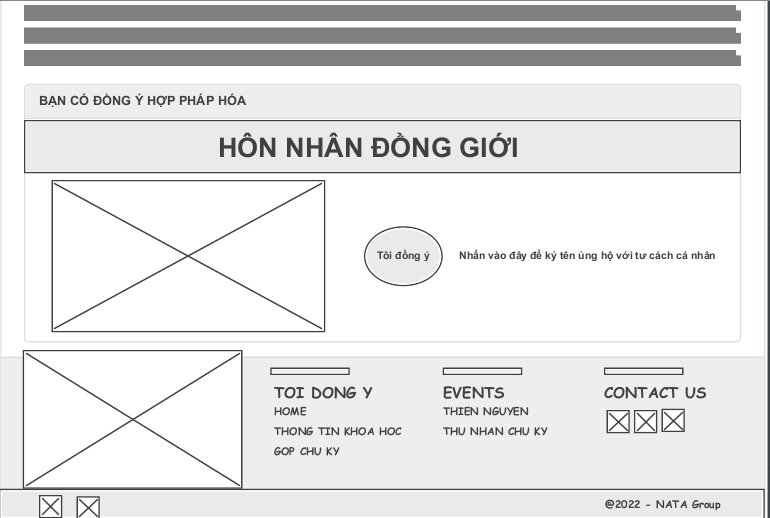 BẠN CÓ ĐỒNG Ý HỢP PHÁP HÓA
HÔN NHÂN ĐỒNG GIỚI
Tôi đồng ý
Nhấn vào đây để ký tên ủng hộ với tư cách cá nhân
TOI DONG Y
HOME
THONG TIN KHOA HOC
GOP CHU KY
EVENTS
THIEN NGUYEN
THU NHAN CHU KY
CONTACT US
@2022 - NATA Group